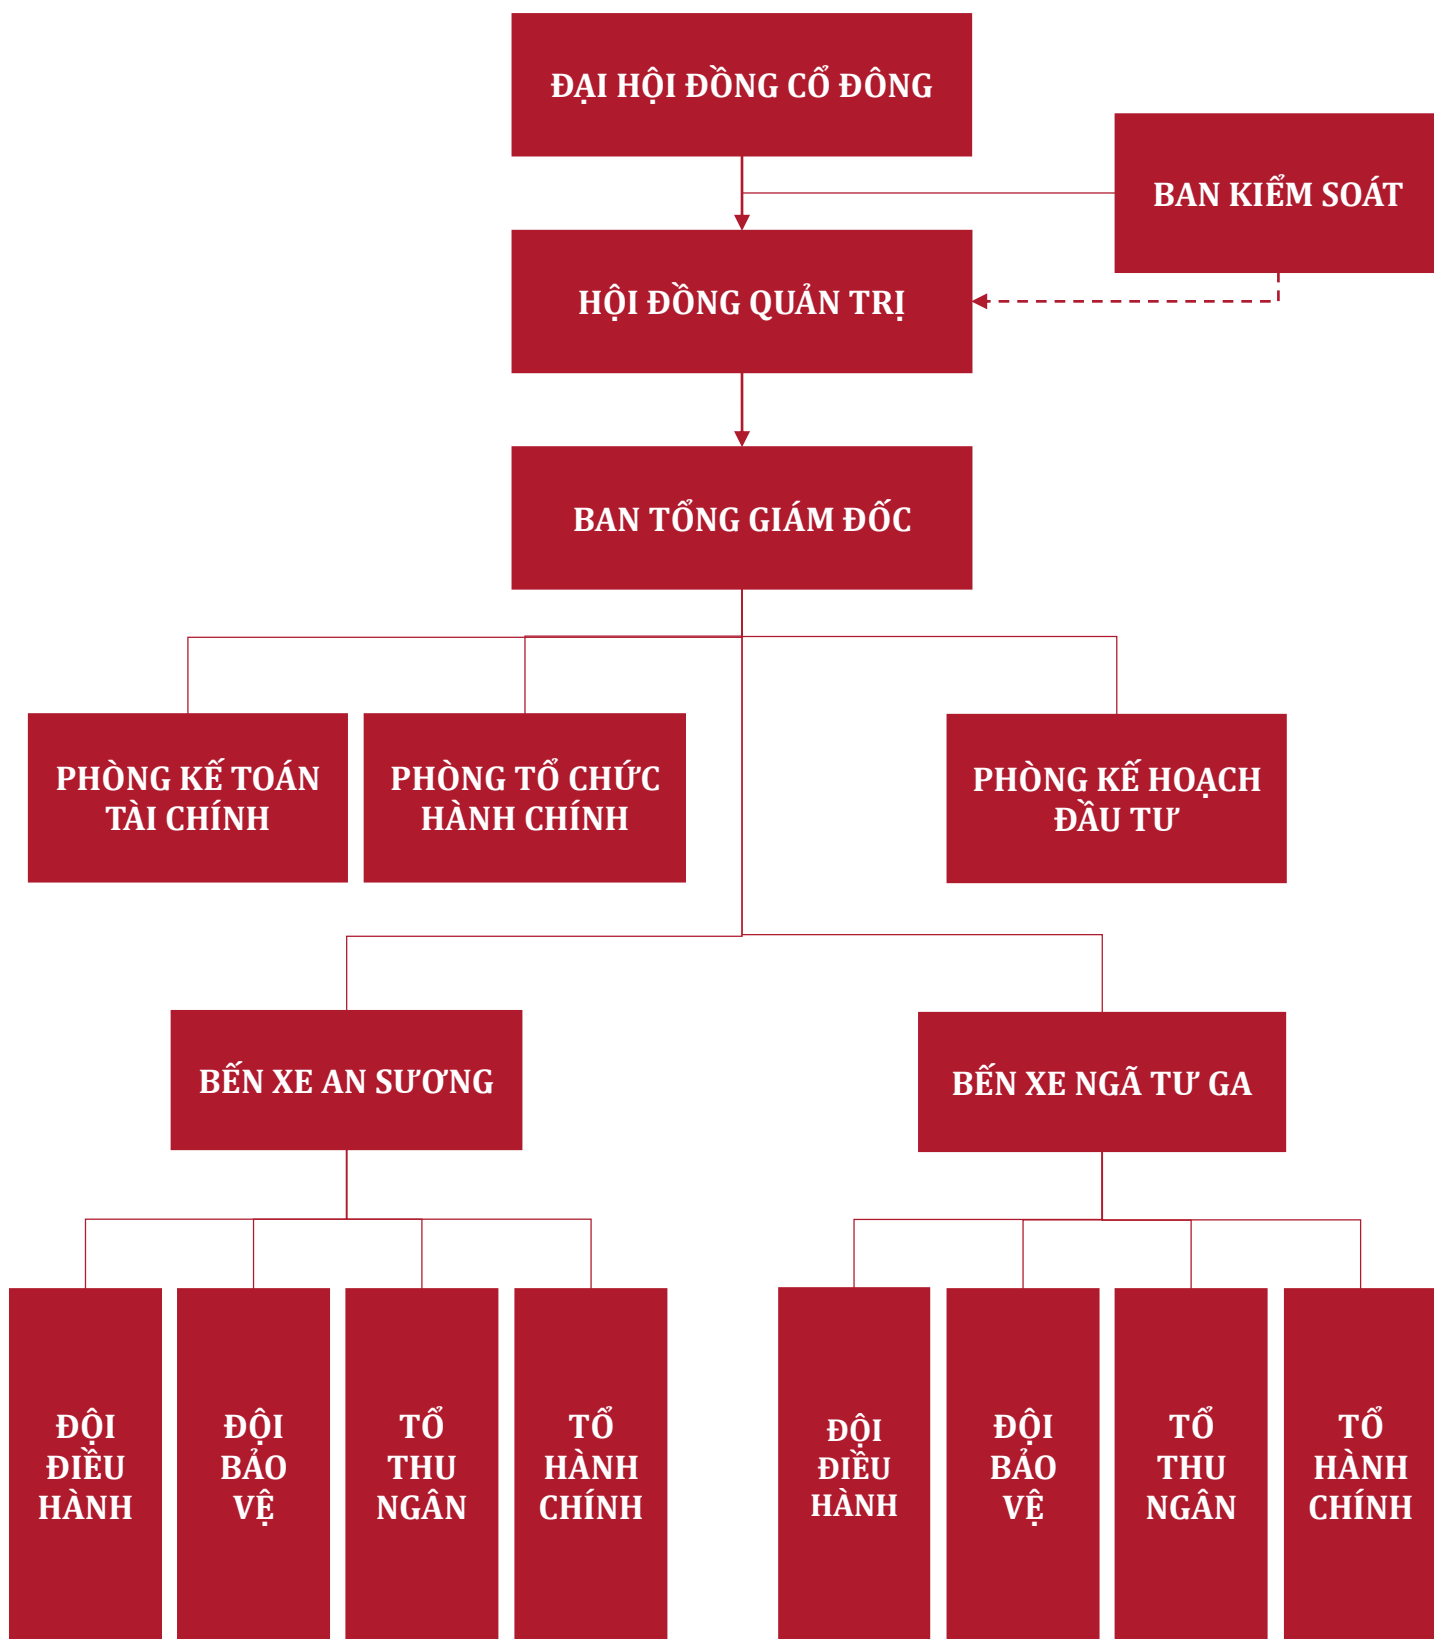 ĐẠI HỘI ĐỒNG CỔ ĐÔNG
BAN KIỂM SOÁT
HỘI ĐỒNG QUẢN TRỊ
BAN TỔNG GIÁM ĐỐC
PHÒNG KẾ TOÁN
TÀI CHÍNH
PHÒNG TỔ CHỨC
HÀNH CHÍNH
PHÒNG KẾ HOẠCH
ĐẦU TƯ
BẾN XE AN SƯƠNG
BẾN XE NGÃ TƯ GA
ĐỘI
ĐIỀU
HÀNH
ĐỘI
BẢO
VỆ
TỔ
THU
NGÂN
TỔ
HÀNH
CHÍNH
ĐỘI
ĐIỀU
HÀNH
ĐỘI
BẢO
VỆ
TỔ
THU
NGÂN
TỔ
HÀNH
CHÍNH